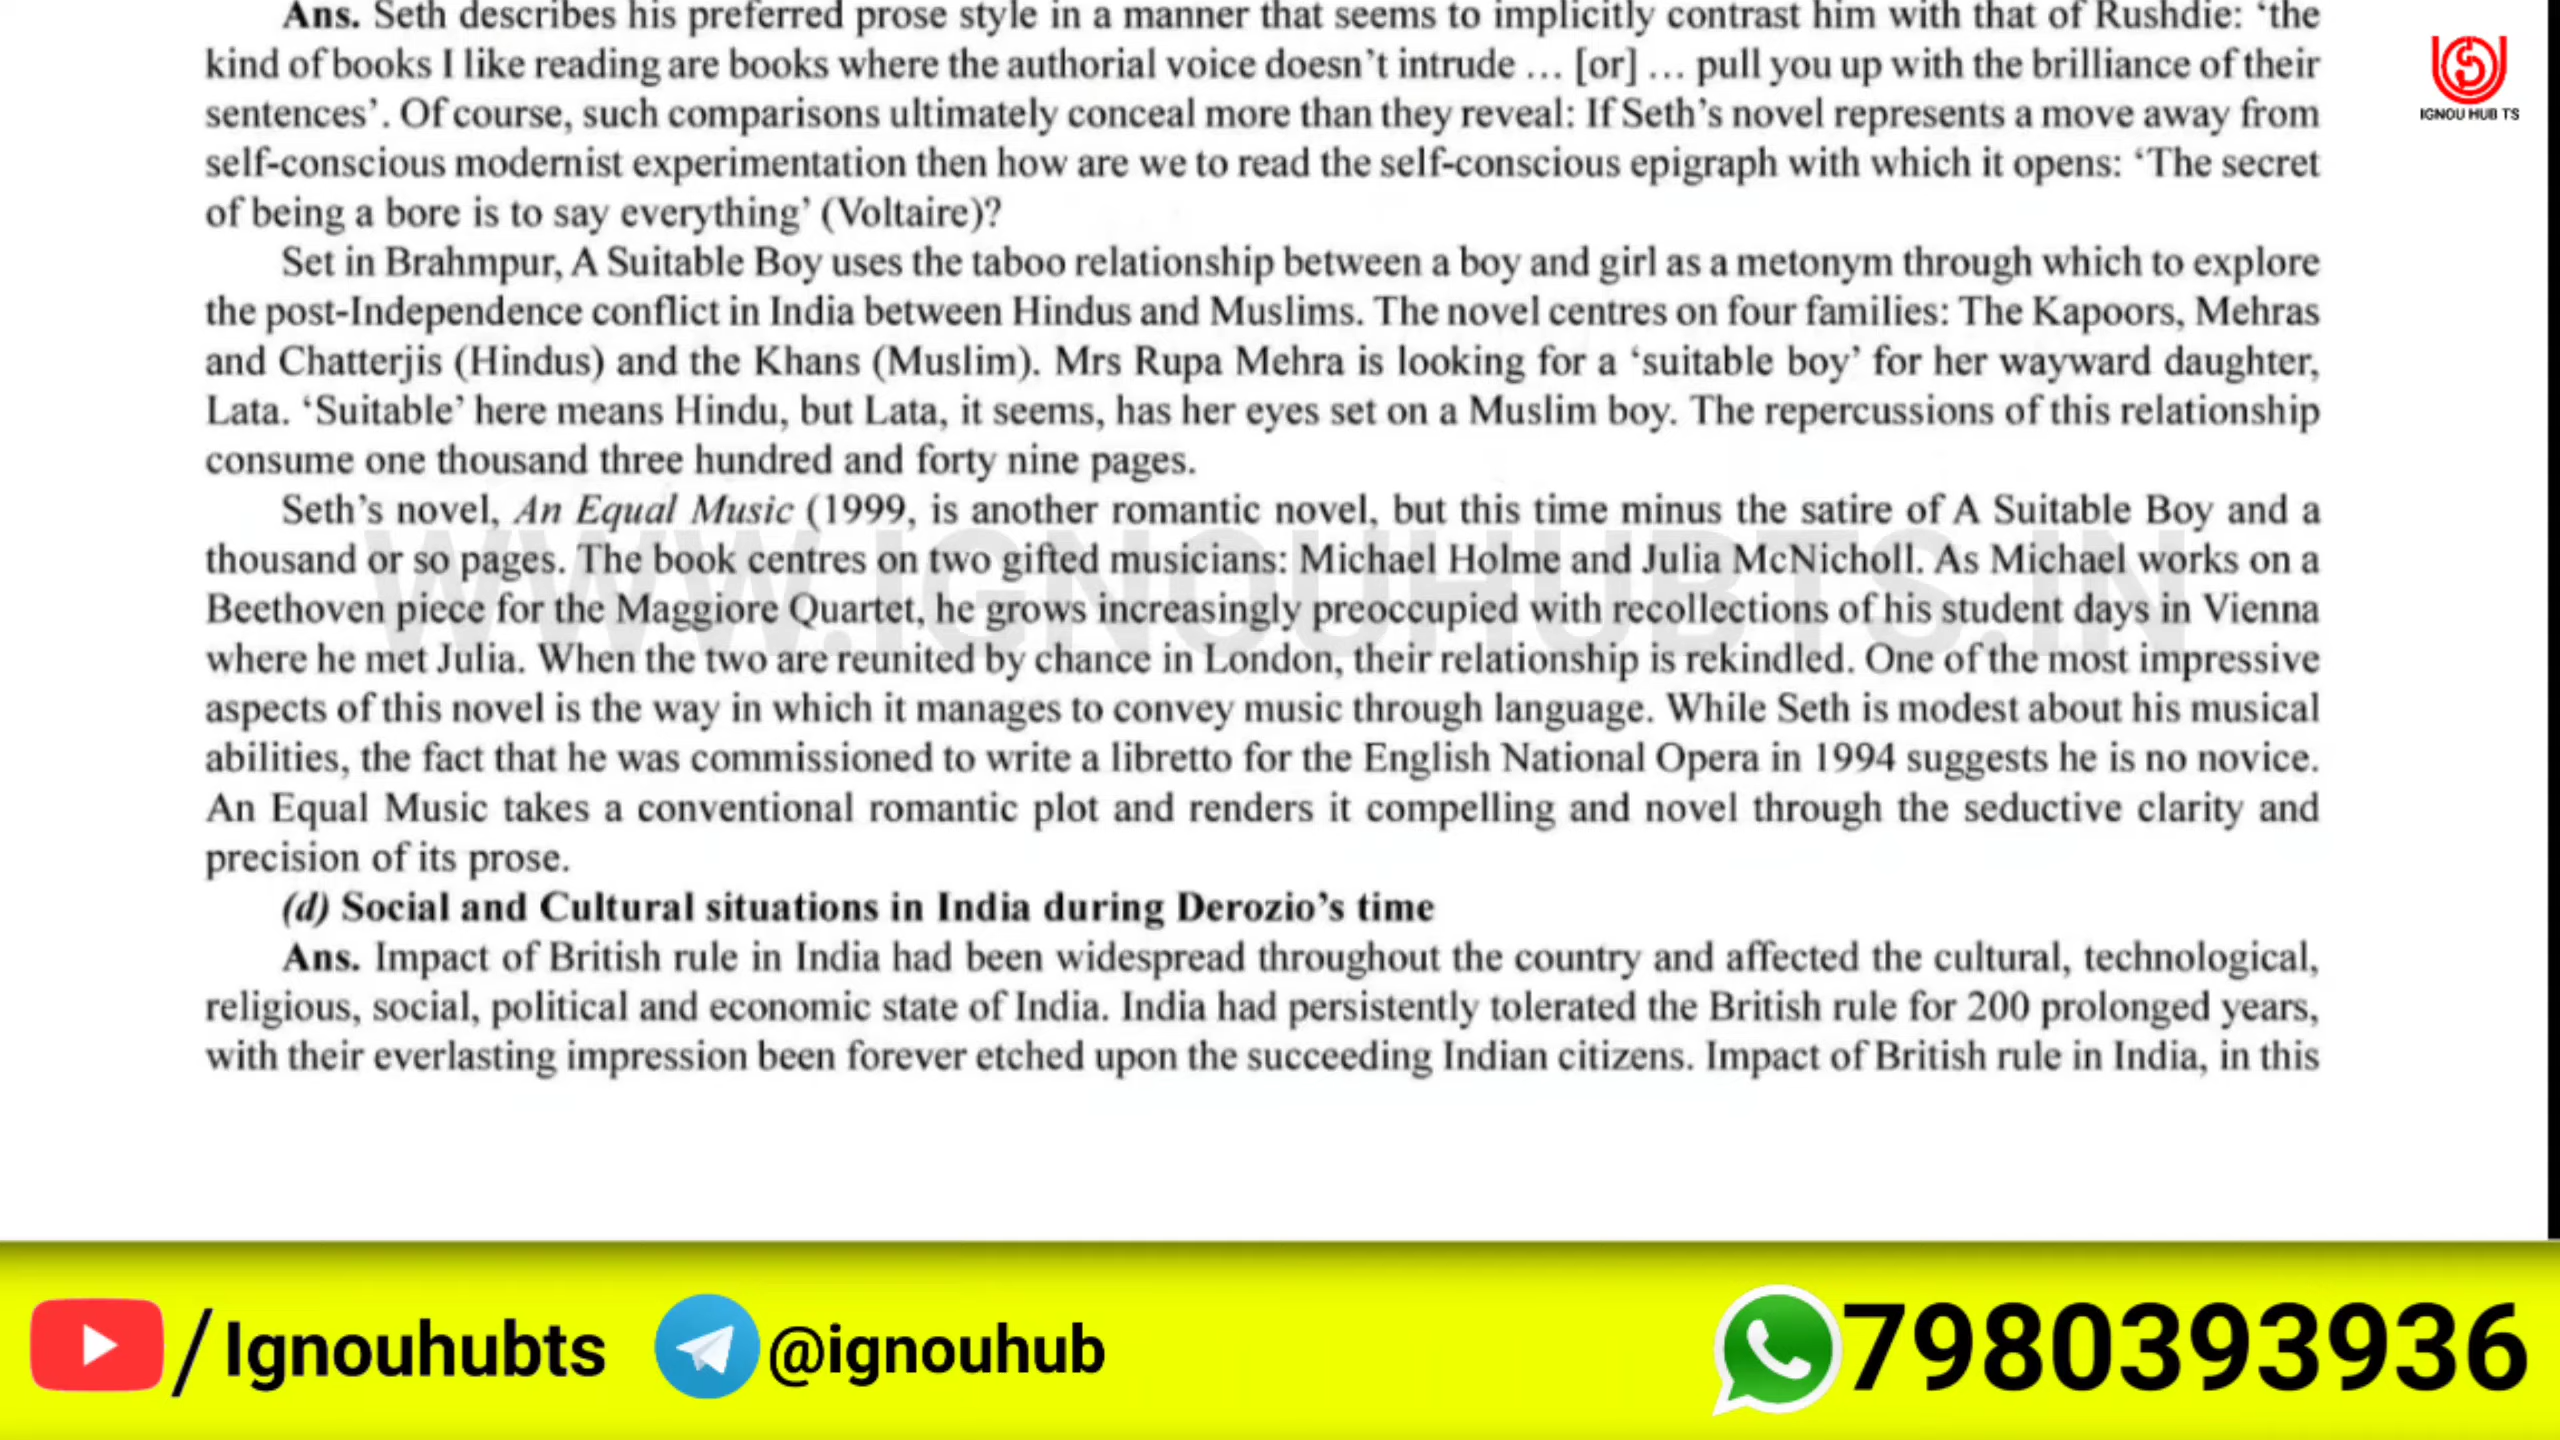 Ans. Seth describes his preferred prose style in a manner that seems to implicitly contrast him with that of Rushdie: ‘the
kind of books I like reading are books where the authorial voice doesn’t intrude ... [or] ... pull you up with the brilliance of their
sentences’. Of course, such comparisons ultimately conceal more than they reveal: If Seth’s novel represents a move away from
self-conscious modernist experimentation then how are we to read the self-conscious epigraph with which it opens: ‘The secret
of being a bore is to say everything’ (Voltaire)?
Set in Brahmpur, A Suitable Boy uses the taboo relationship between a boy and girl as a metonym through which to explore
the post-Independence conflict in India between Hindus and Muslims. The novel centres on four families: The Kapoors, Mehras
and Chatterjis (Hindus) and the Khans (Muslim). Mrs Rupa Mehra is looking for a ‘suitable boy’ for her wayward daughter,
Lata. ‘Suitable’ here means Hindu, but Lata, it seems, has her eyes set on a Muslim boy. The repercussions of this relationship
consume one thousand three hundred and forty nine pages.
Seth’s novel, An Equal Music (1999, is another romantic novel, but this time minus the satire of A Suitable Boy and a
thousand or so pages. The book centres on two gifted musicians: Michael Holme and Julia McNicholl. As Michael works on a
Beethoven piece for the Maggiore Quartet, he grows increasingly preoccupied with recollections of his student days in Vienna
where he met Julia. When the two are reunited by chance in London, their relationship is rekindled. One of the most impressive
aspects of this novel is the way in which it manages to convey music through language. While Seth is modest about his musical
abilities, the fact that he was commissioned to write a libretto for the English National Opera in 1994 suggests he is no novice.
An Equal Music takes a conventional romantic plot and renders it compelling and novel through the seductive clarity and
precision of its prose.
(d) Social and Cultural situations in India during Derozio’s time
Ans. Impact of British rule in India had been widespread throughout the country and affected the cultural, technological,
religious, social, political and economic state of India. India had persistently tolerated the British rule for 200 prolonged years,
with their everlasting impression been forever etched upon the succeeding Indian citizens. Impact of British rule in India, in this
IGNOU HUB TS
WWW.IGNOUHUBTS.IN
/Ignouhubts @ignouhub 7980393936